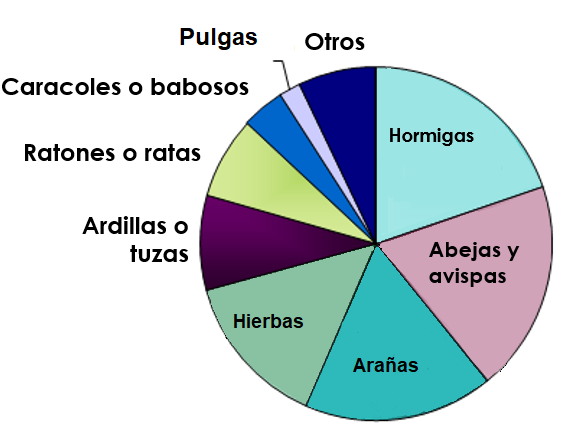 Pulgas
Otros
Caracoles o babosos
Hormigas
Ratones o ratas
Ardillas o
tuzas
Abejas y
avispas
Hierbas
Arañas